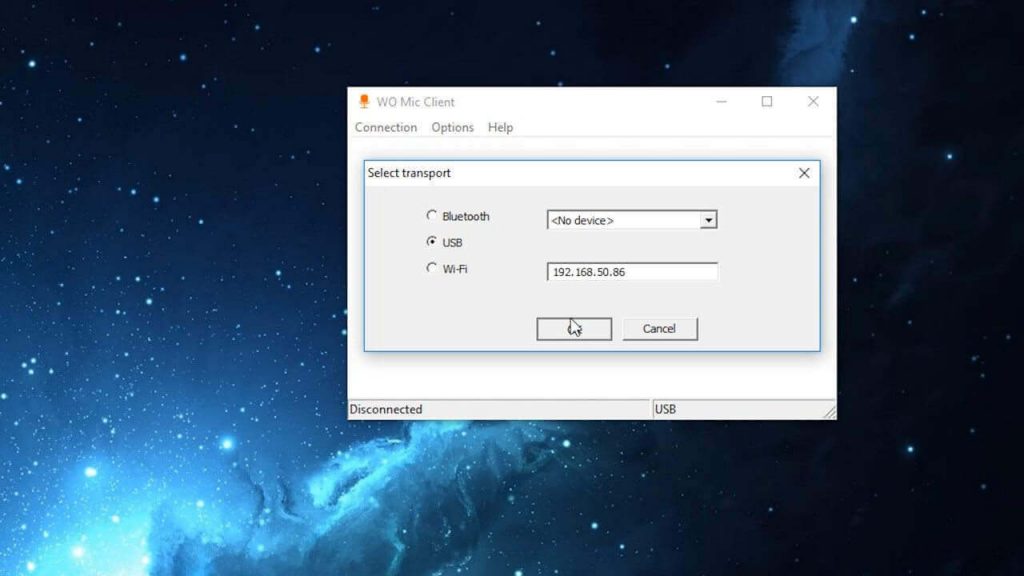 WO Mic Client
Connection Options Help
Select transport
Bluetooth <No device>
USB
Wi-Fi 192.168.50.86
Cancel
Disconnected USB